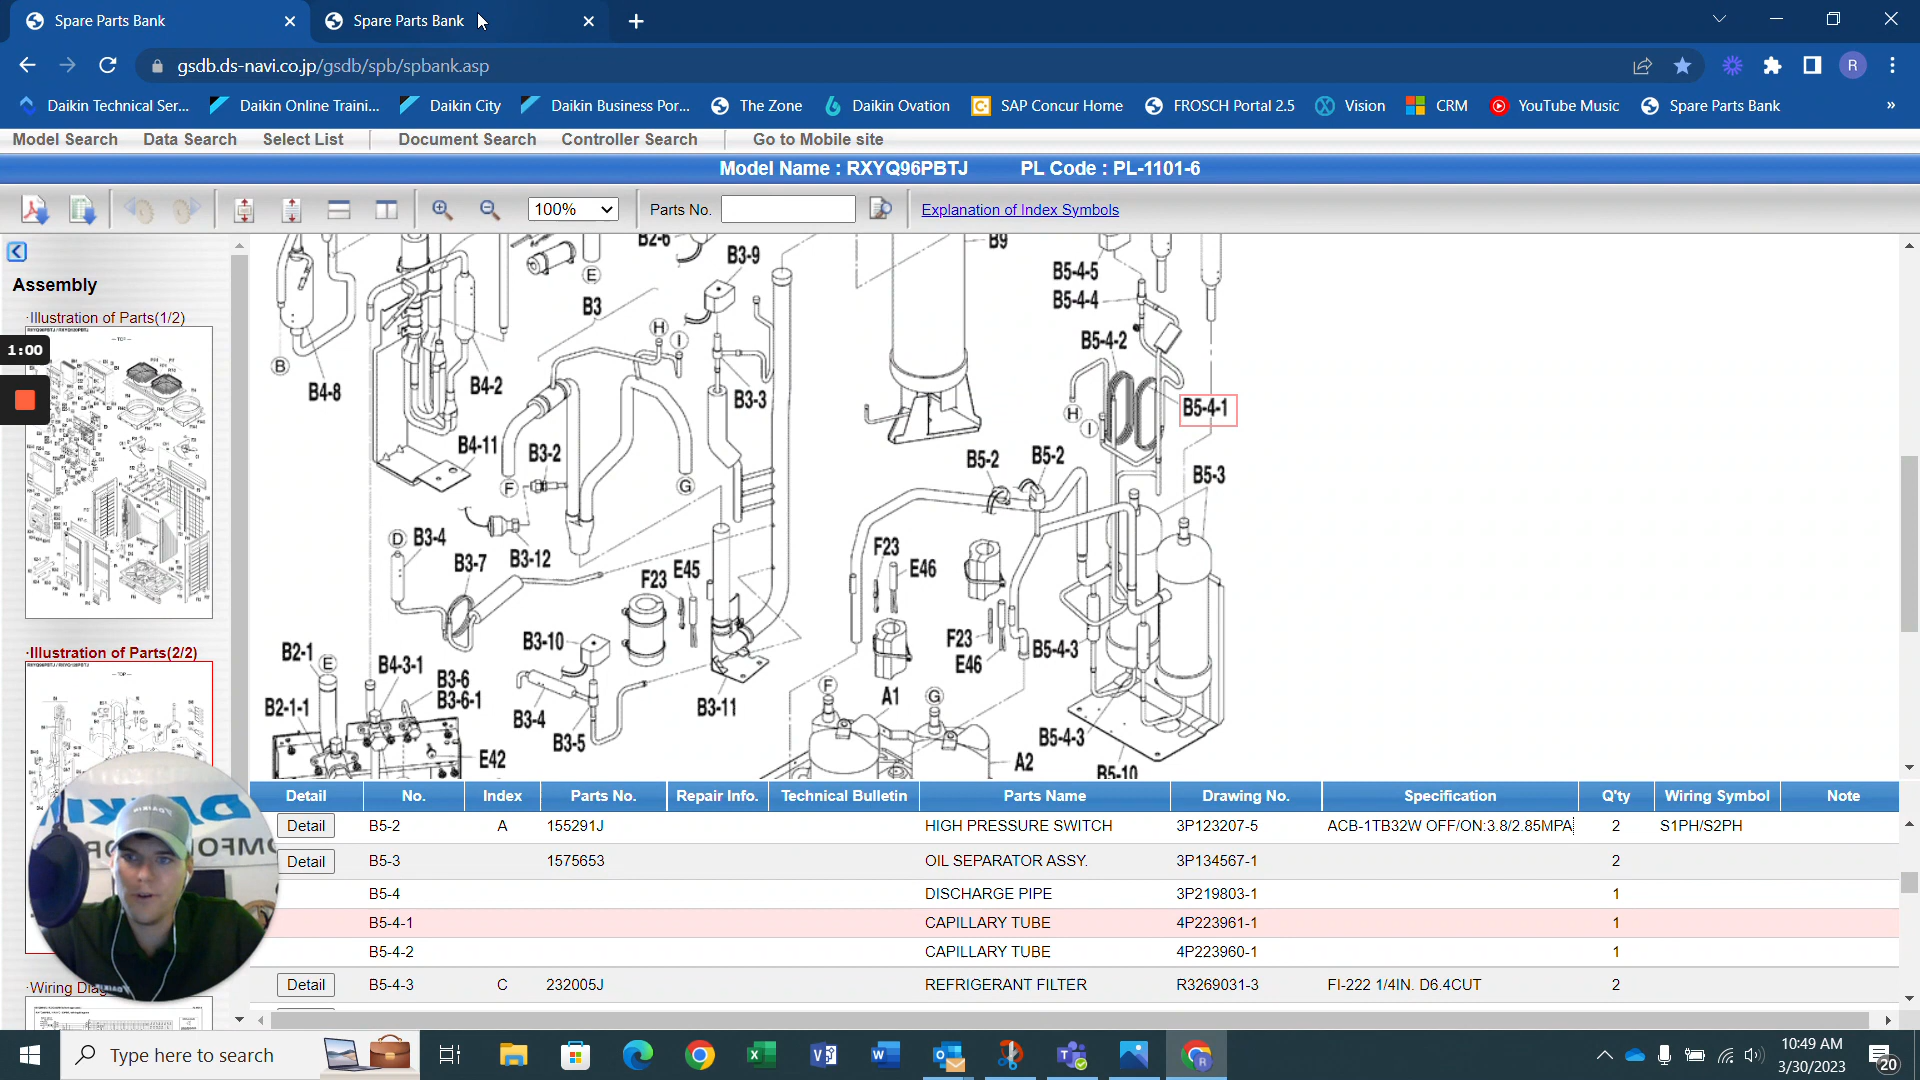 Spare Parts Bank
Spare Parts Bank
gsdb.ds-navi.co.jp/gsdb/spb/spbank.asp
R
Daikin Technical Ser...
Daikin Online Traini...
Daikin City
Daikin Business Por...
The Zone
Daikin Ovation
SAP Concur Home
FROSCH Portal 2.5
Vision
CRM
YouTube Music
Spare Parts Bank
»
Model Search
Data Search
Select List
Document Search
Controller Search
Go to Mobile site
Model Name : RXYQ96PBTJ
PL Code : PL-1101-6
100%
Parts No.
Explanation of Index Symbols
Assembly
·Illustration of Parts(1/2)
1:00
·Illustration of Parts(2/2)
B2-6
B3-9
E
B3
B9
B5-4-5
B5-4-4
H
I
B5-4-2
B
B4-8
B4-2
B3-3
H
I
B5-4-1
B4-11
B3-2
F
G
B5-2
B5-2
B5-3
D
B3-4
B3-12
B3-7
F23
E45
F23
E46
B3-10
F23
E46
B5-4-3
B2-1
E
B4-3-1
B3-6
B3-6-1
B2-1-1
B3-4
B3-5
B3-11
F
A1
G
B5-4-3
E42
A2
B5-10
Detail No. Index Parts No. Repair Info. Technical Bulletin Parts Name Drawing No. Specification Q'ty Wiring Symbol Note
Detail B5-2 A 155291J HIGH PRESSURE SWITCH 3P123207-5 ACB-1TB32W OFF/ON:3.8/2.85MPA 2 S1PH/S2PH
Detail B5-3 1575653 OIL SEPARATOR ASSY. 3P134567-1 2
B5-4 DISCHARGE PIPE 3P219803-1 1
B5-4-1 CAPILLARY TUBE 4P223961-1 1
B5-4-2 CAPILLARY TUBE 4P223960-1 1
Detail B5-4-3 C 232005J REFRIGERANT FILTER R3269031-3 FI-222 1/4IN. D6.4CUT 2
·Wiring
Type here to search
10:49 AM
3/30/2023
20